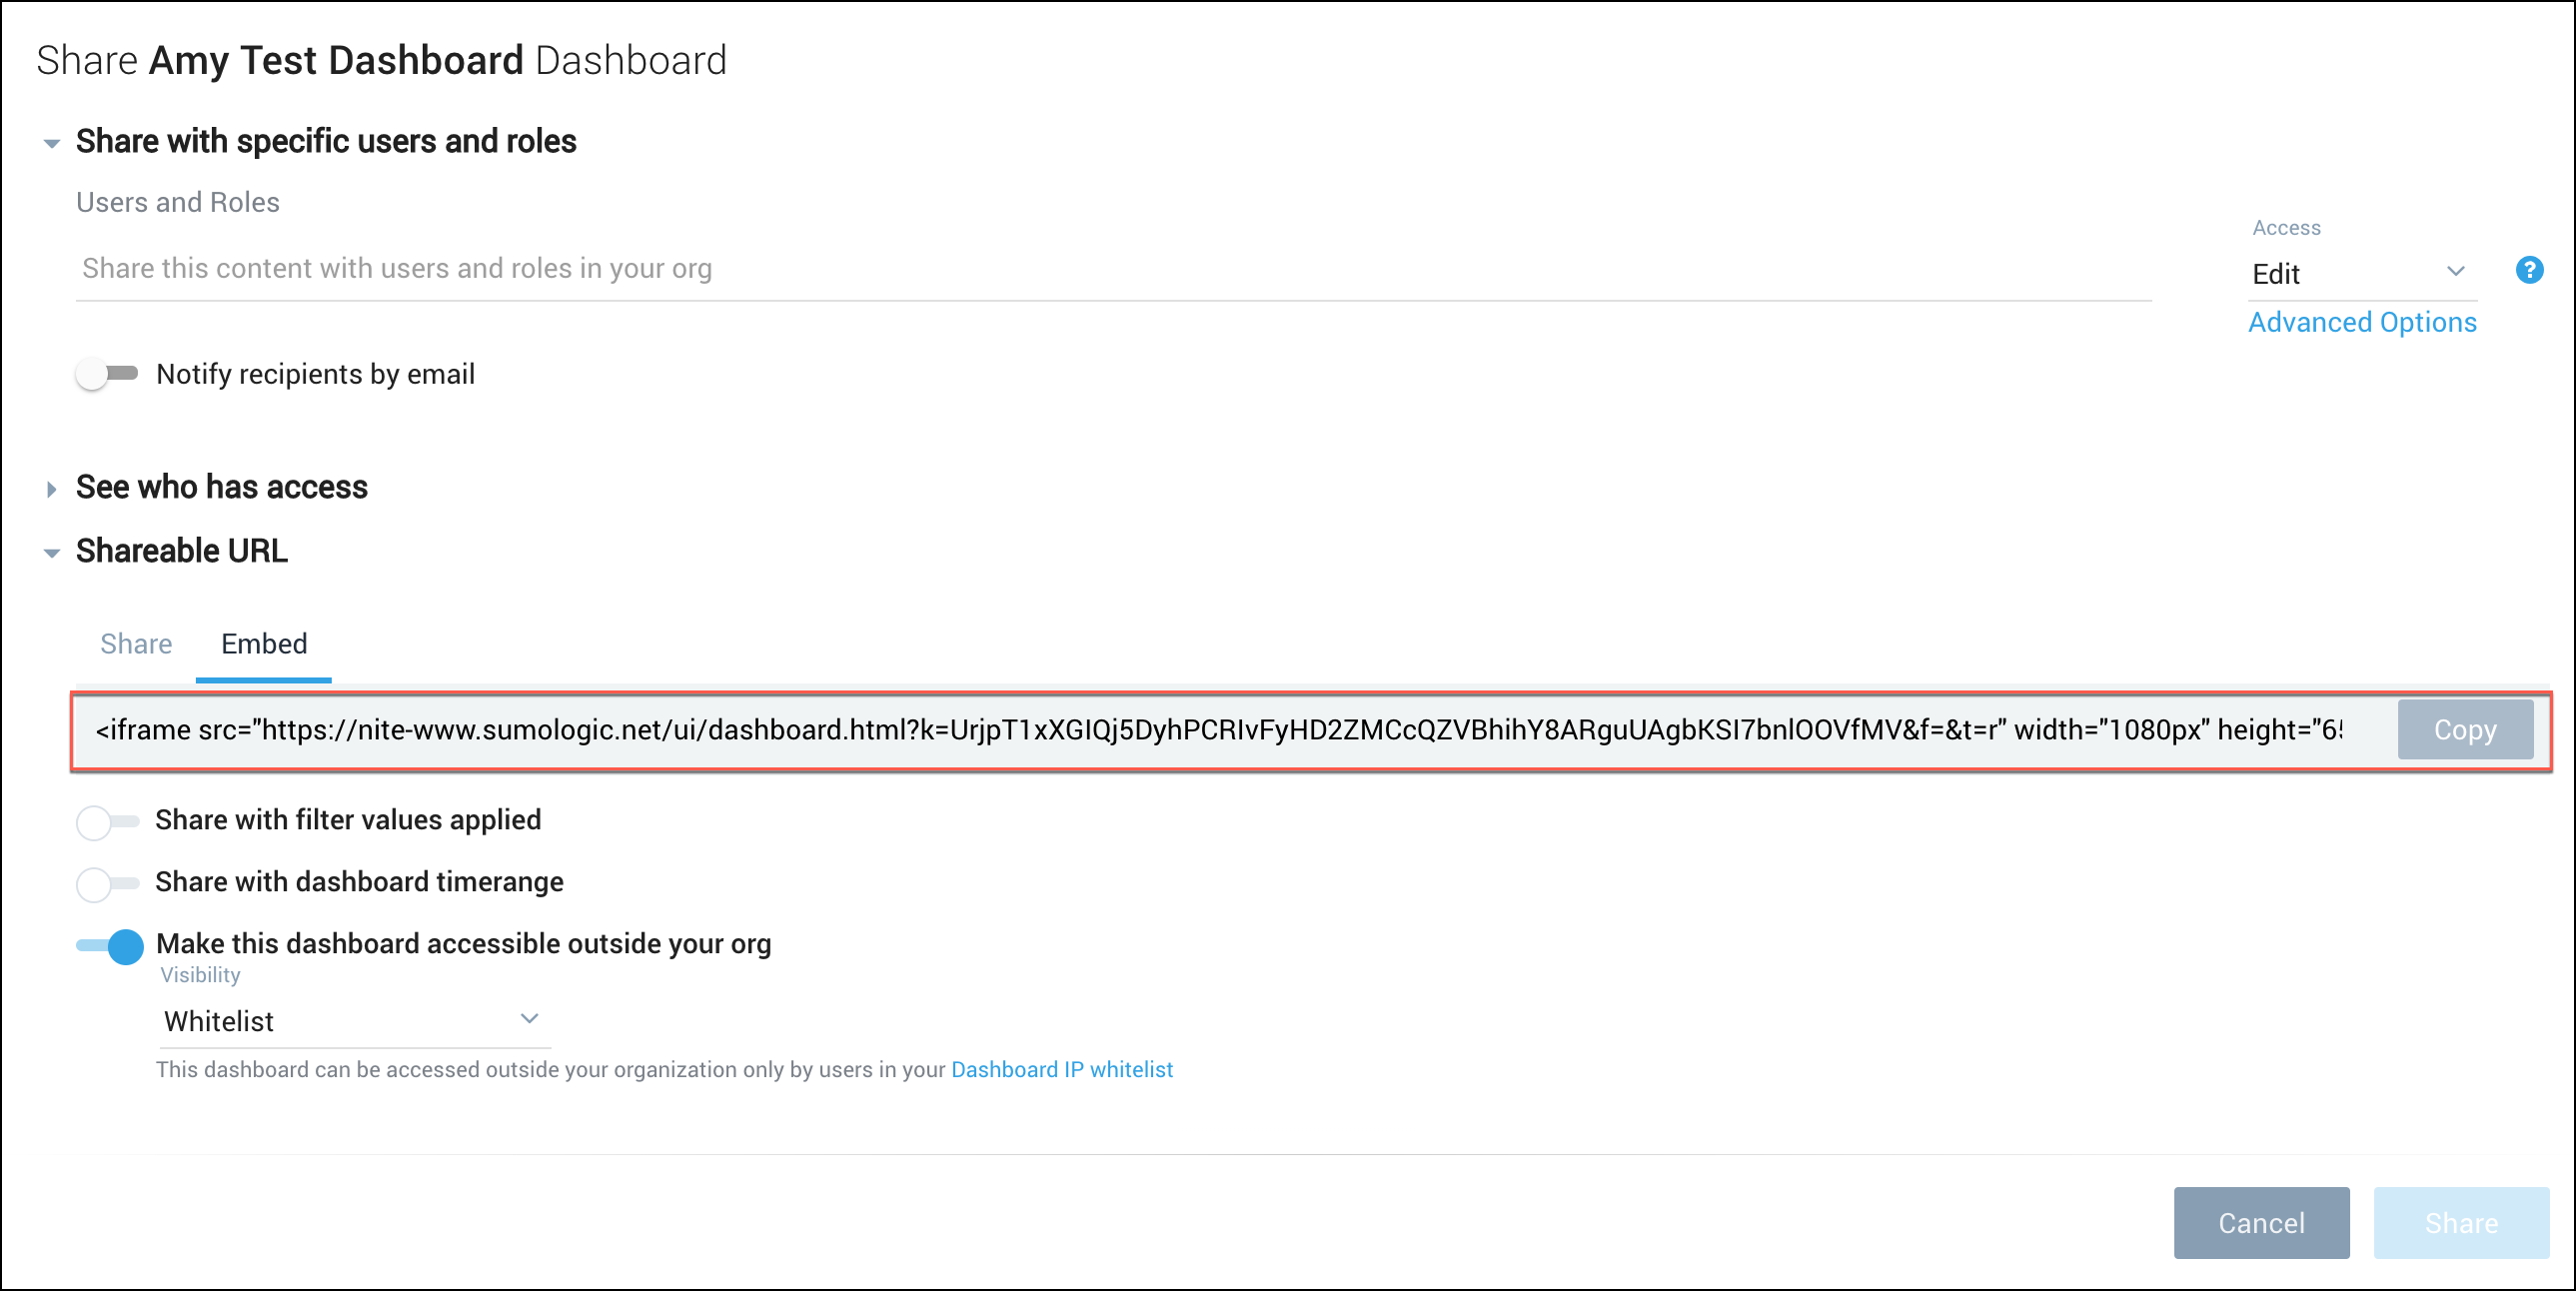 Share Amy Test Dashboard Dashboard
Share with specific users and roles
Users and Roles
Share this content with users and roles in your org
Access
Edit
?
Advanced Options
Notify recipients by email
See who has access
Shareable URL
Share Embed
<iframe src="https://nite-www.sumologic.net/ui/dashboard.html?k=UrjpT1xXGIQj5DyhPCRIvFyHD2ZMCcQZVBhihY8ARguUAgbKSI7bnlOOVfMV&f=&t=r" width="1080px" height="65 Copy
Share with filter values applied
Share with dashboard timerange
Make this dashboard accessible outside your org
Visibility
Whitelist
This dashboard can be accessed outside your organization only by users in your Dashboard IP whitelist
Cancel Share